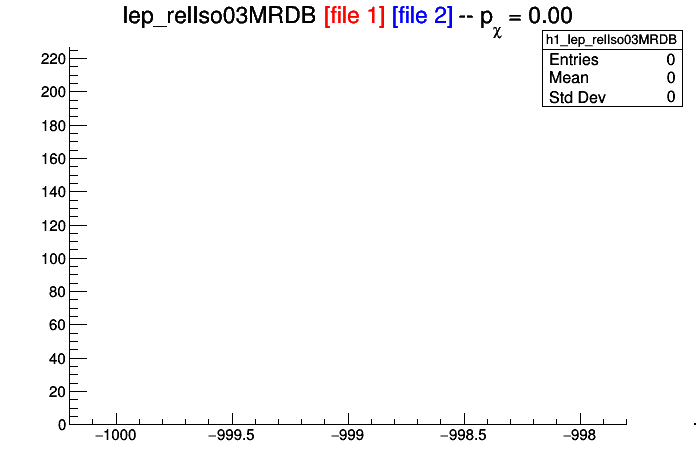 lep_relIso03MRDB [file 1] [file 2] -- pχ = 0.00
h1_lep_relIso03MRDB
Entries 0
Mean 0
Std Dev 0
220
200
180
160
140
120
100
80
60
40
20
0
−1000 −999.5 −999 −998.5 −998